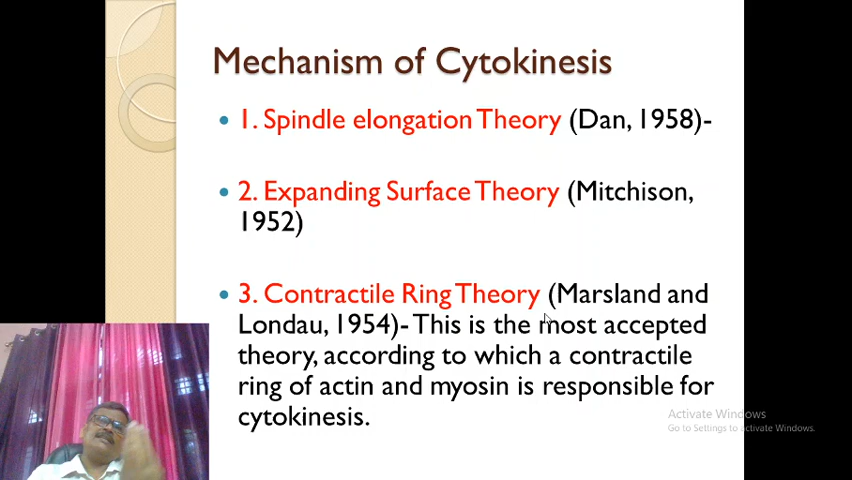 Mechanism of Cytokinesis
1. Spindle elongation Theory (Dan, 1958)-
2. Expanding Surface Theory (Mitchison,
1952)
3. Contractile Ring Theory (Marsland and
Londau, 1954)- This is the most accepted
theory, according to which a contractile
ring of actin and myosin is responsible for
cytokinesis.
Activate Windows
Go to Settings to activate Windows.